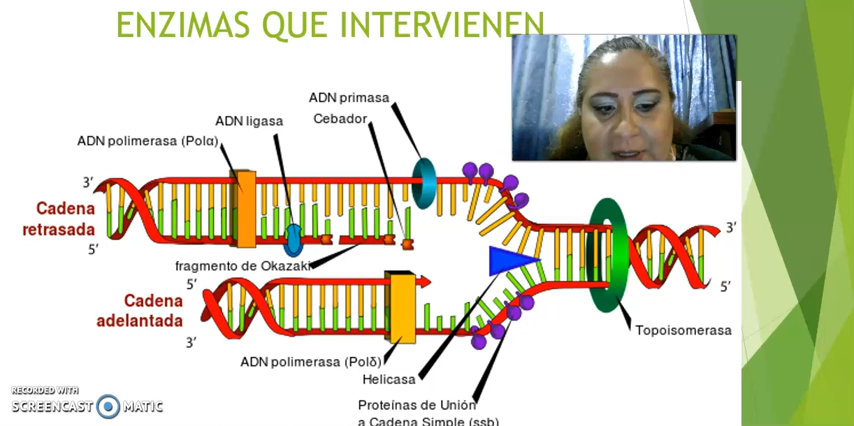 ENZIMAS QUE INTERVIENEN
ADN primasa
ADN ligasa
Cebador
ADN polimerasa (Polα)
3'
Cadena
retrasada
5'
fragmento de Okazaki
3'
5'
5'
Cadena
adelantada
3'
Topoisomerasa
ADN polimerasa (Polδ)
Helicasa
Proteínas de Unión
a Cadena Simple (ssb)
RECORDED WITH
SCREENCAST MATIC